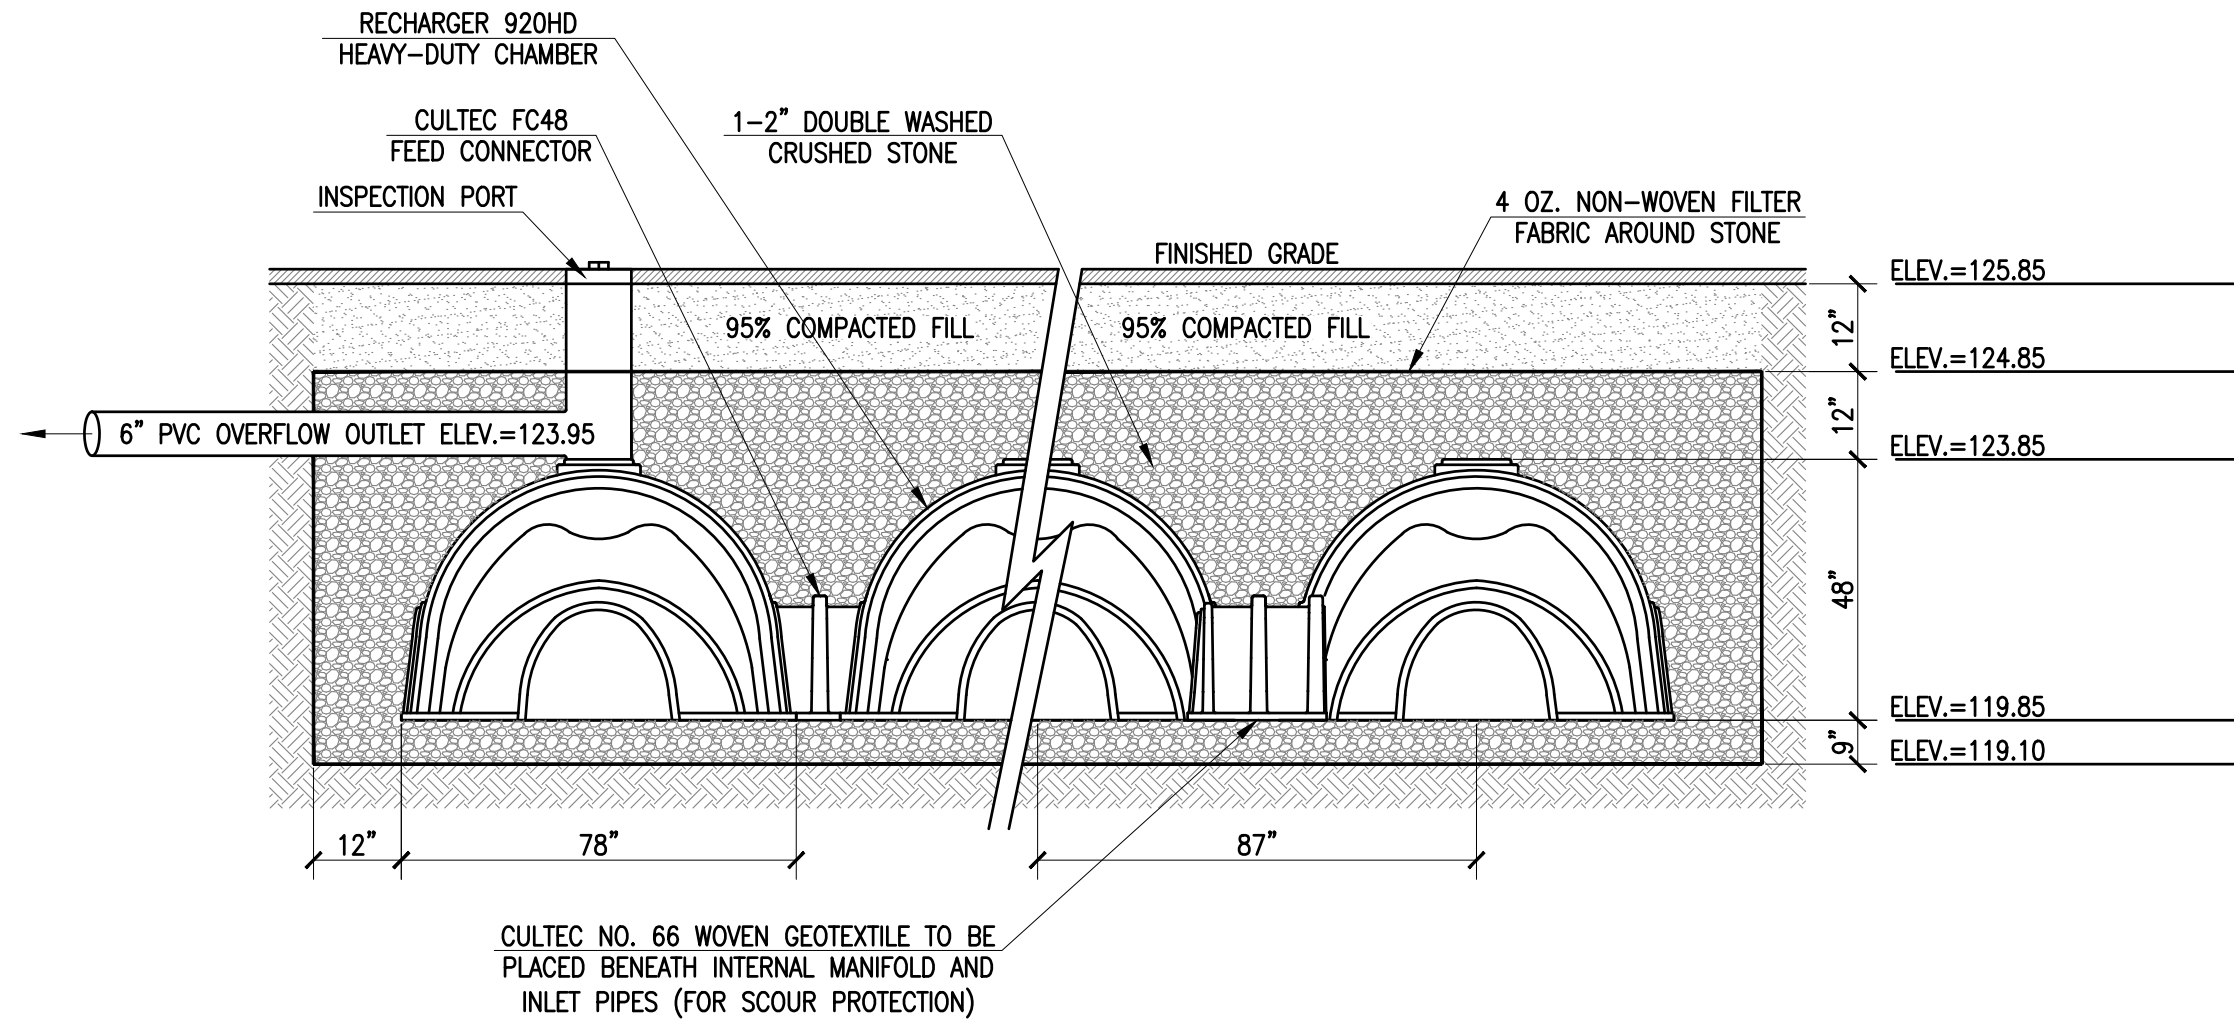 RECHARGER 920HD
HEAVY-DUTY CHAMBER
CULTEC FC48
FEED CONNECTOR
1-2" DOUBLE WASHED
CRUSHED STONE
INSPECTION PORT
4 OZ. NON-WOVEN FILTER
FABRIC AROUND STONE
FINISHED GRADE
ELEV.=125.85
95% COMPACTED FILL
95% COMPACTED FILL
12"
ELEV.=124.85
12"
6" PVC OVERFLOW OUTLET ELEV.=123.95
ELEV.=123.85
48"
ELEV.=119.85
9"
ELEV.=119.10
12"
78"
87"
CULTEC NO. 66 WOVEN GEOTEXTILE TO BE
PLACED BENEATH INTERNAL MANIFOLD AND
INLET PIPES (FOR SCOUR PROTECTION)